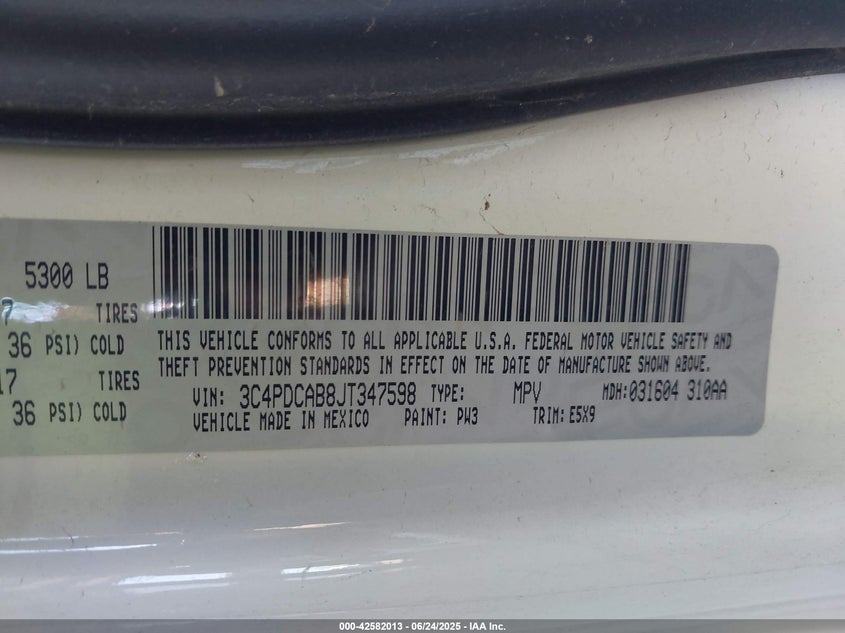 5300 LB
7 TIRES
36 PSI) COLD
17 TIRES
36 PSI) COLD
THIS VEHICLE CONFORMS TO ALL APPLICABLE U.S.A. FEDERAL MOTOR VEHICLE SAFETY AND
THEFT PREVENTION STANDARDS IN EFFECT ON THE DATE OF MANUFACTURE SHOWN ABOVE.
VIN: 3C4PDCAB8JT347598 TYPE: MPV MDH:031604 310AA
VEHICLE MADE IN MEXICO PAINT: PW3 TRIM: E5X9
000-42582013 - 06/24/2025 - IAA Inc.